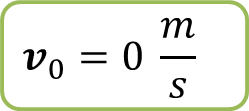 v₀ = 0 m/s